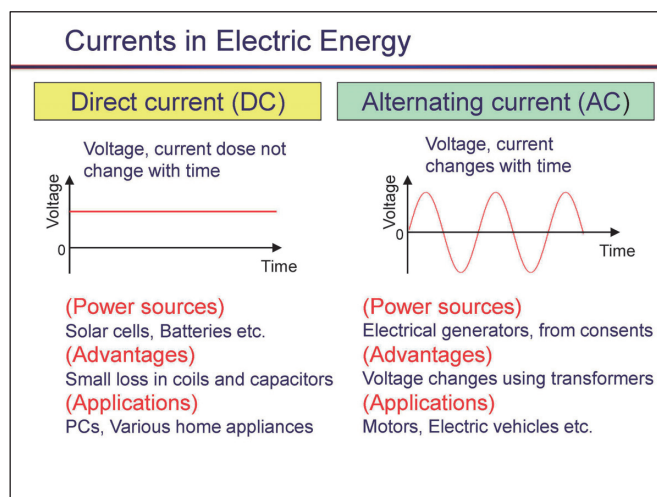 Currents in Electric Energy
Direct current (DC)
Voltage, current dose not
change with time
Voltage
0
Time
(Power sources)
Solar cells, Batteries etc.
(Advantages)
Small loss in coils and capacitors
(Applications)
PCs, Various home appliances
Alternating current (AC)
Voltage, current
changes with time
Voltage
0
Time
(Power sources)
Electrical generators, from consents
(Advantages)
Voltage changes using transformers
(Applications)
Motors, Electric vehicles etc.